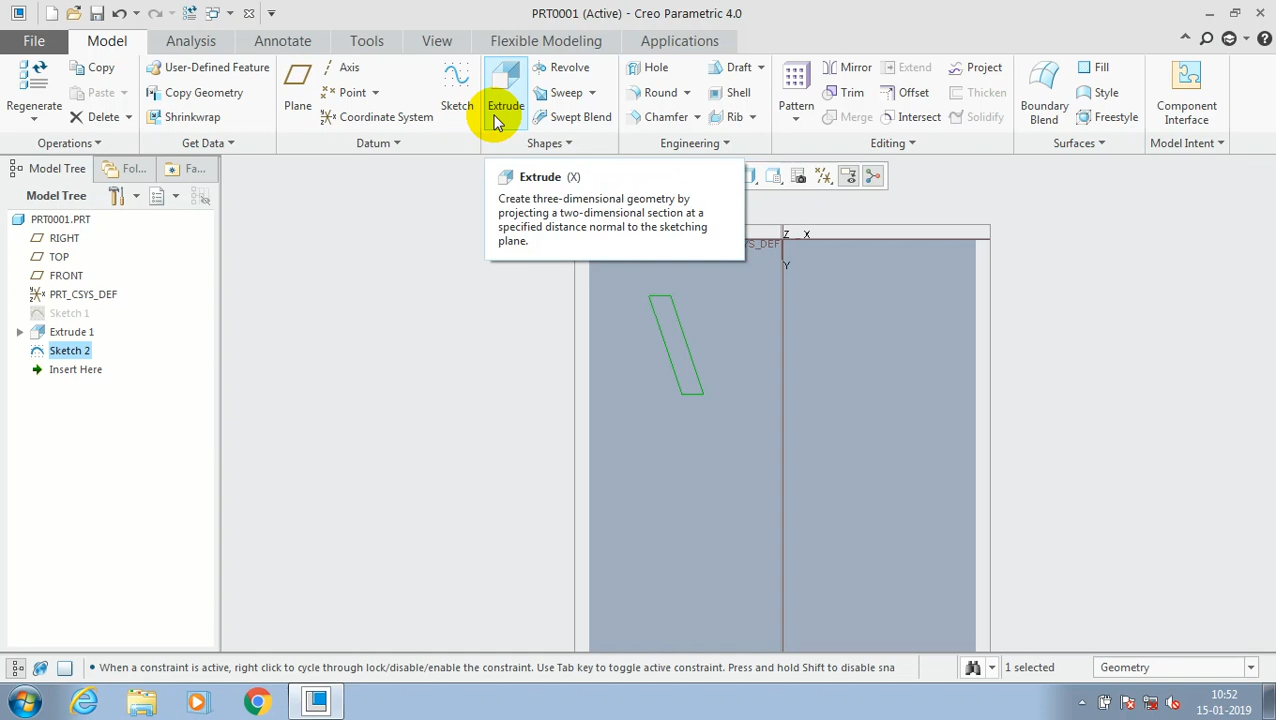 PRT0001 (Active) - Creo Parametric 4.0
File Model Analysis Annotate Tools View Flexible Modeling Applications
Regenerate
Copy
Paste
Delete
Operations
User-Defined Feature
Copy Geometry
Shrinkwrap
Get Data
Plane
Axis
Point
Coordinate System
Sketch
Datum
Extrude
Revolve
Sweep
Swept Blend
Shapes
Hole
Round
Chamfer
Draft
Shell
Rib
Engineering
Pattern
Mirror
Trim
Merge
Extend
Offset
Intersect
Project
Thicken
Solidify
Editing
Boundary
Blend
Fill
Style
Freestyle
Surfaces
Component
Interface
Model Intent
Model Tree Fol... Fa...
Model Tree
PRT0001.PRT
RIGHT
TOP
FRONT
PRT_CSYS_DEF
Sketch 1
Extrude 1
Sketch 2
Insert Here
Extrude (X)
Create three-dimensional geometry by
projecting a two-dimensional section at a
specified distance normal to the sketching
plane.
YS_DEF
Z X
Y
When a constraint is active, right click to cycle through lock/disable/enable the constraint. Use Tab key to toggle active constraint. Press and hold Shift to disable sna
1 selected
Geometry
10:52
15-01-2019